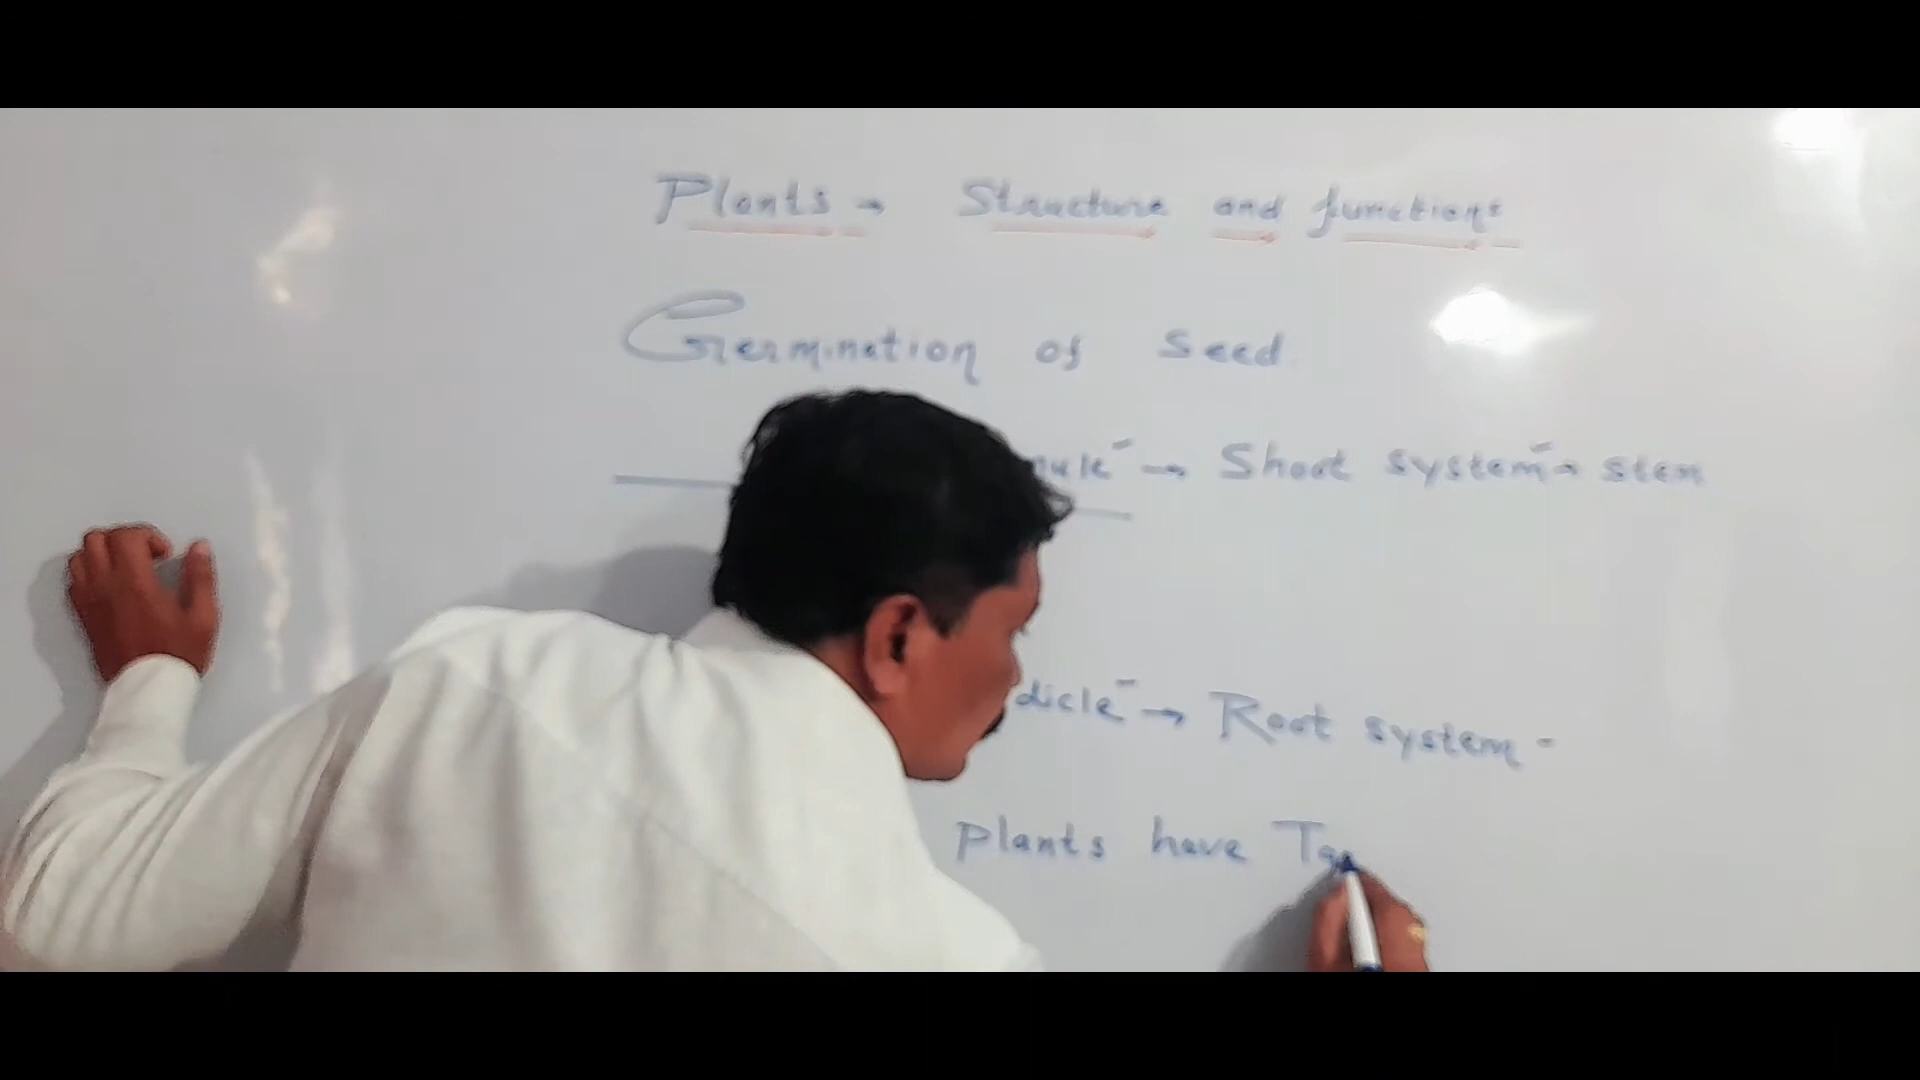 Plants → Structure and functions
Germination of Seed
→ Shoot system → stem
→ Root system -
Plants have